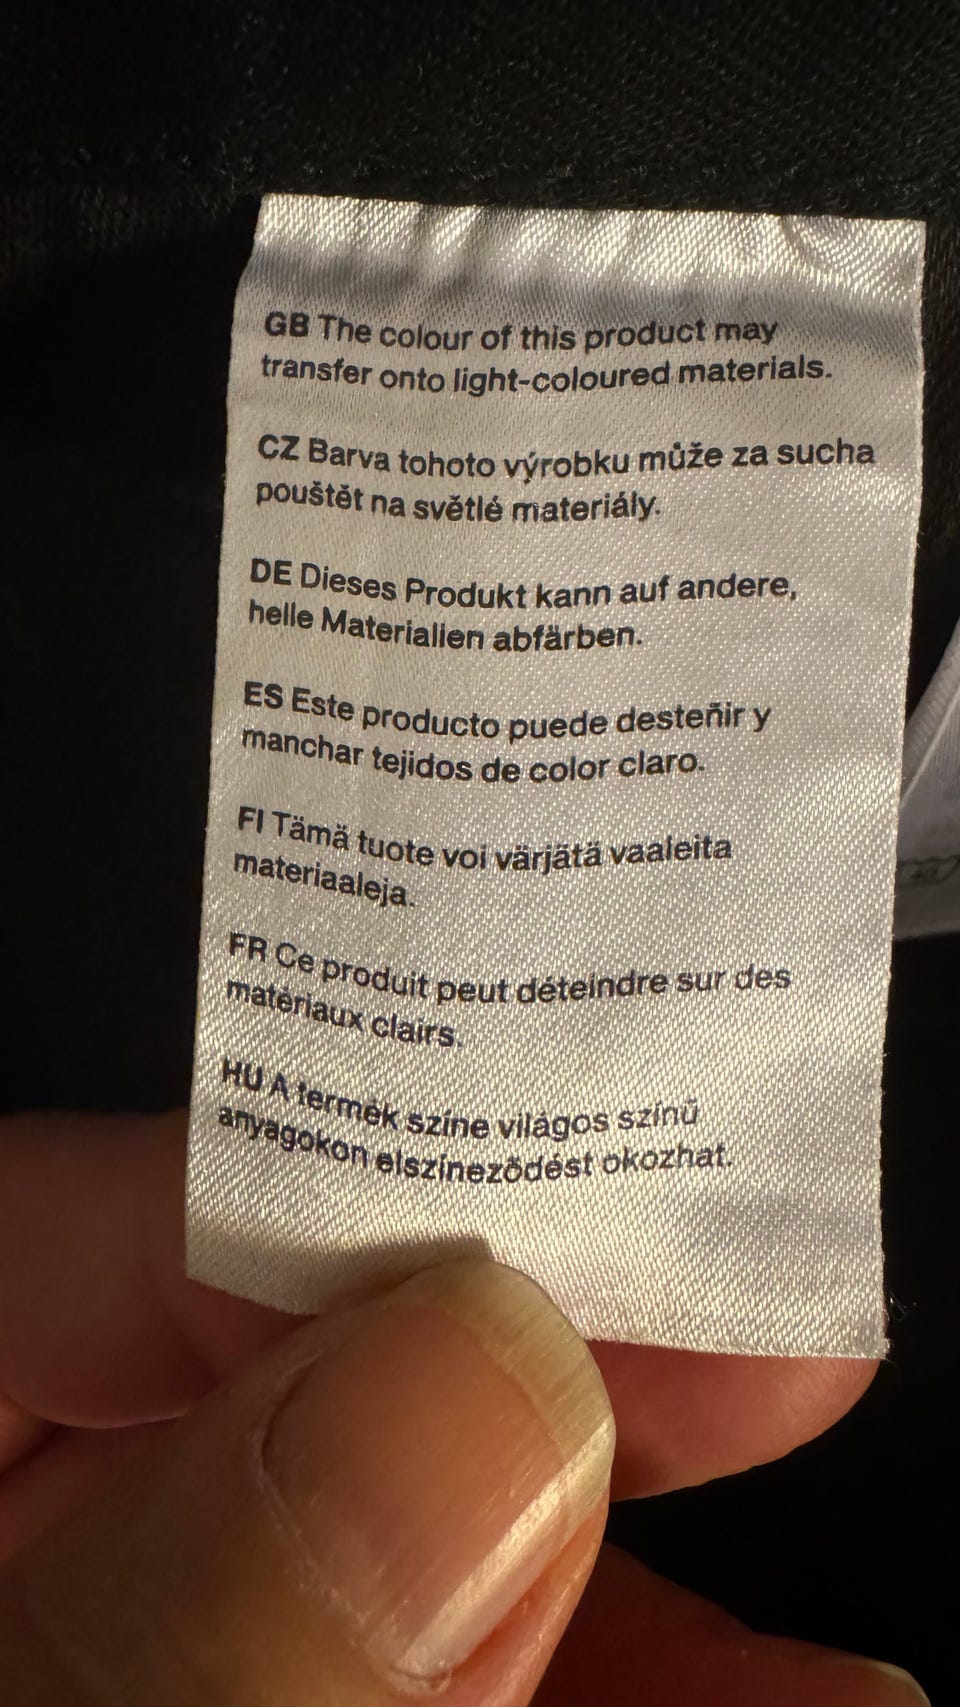 GB The colour of this product may
transfer onto light-coloured materials.
CZ Barva tohoto výrobku může za sucha
pouštět na světlé materiály.
DE Dieses Produkt kann auf andere,
helle Materialien abfärben.
ES Este producto puede desteñir y
manchar tejidos de color claro.
FI Tämä tuote voi värjätä vaaleita
materiaaleja.
FR Ce produit peut déteindre sur des
matériaux clairs.
HU A termék színe világos színű
anyagokon elszíneződést okozhat.